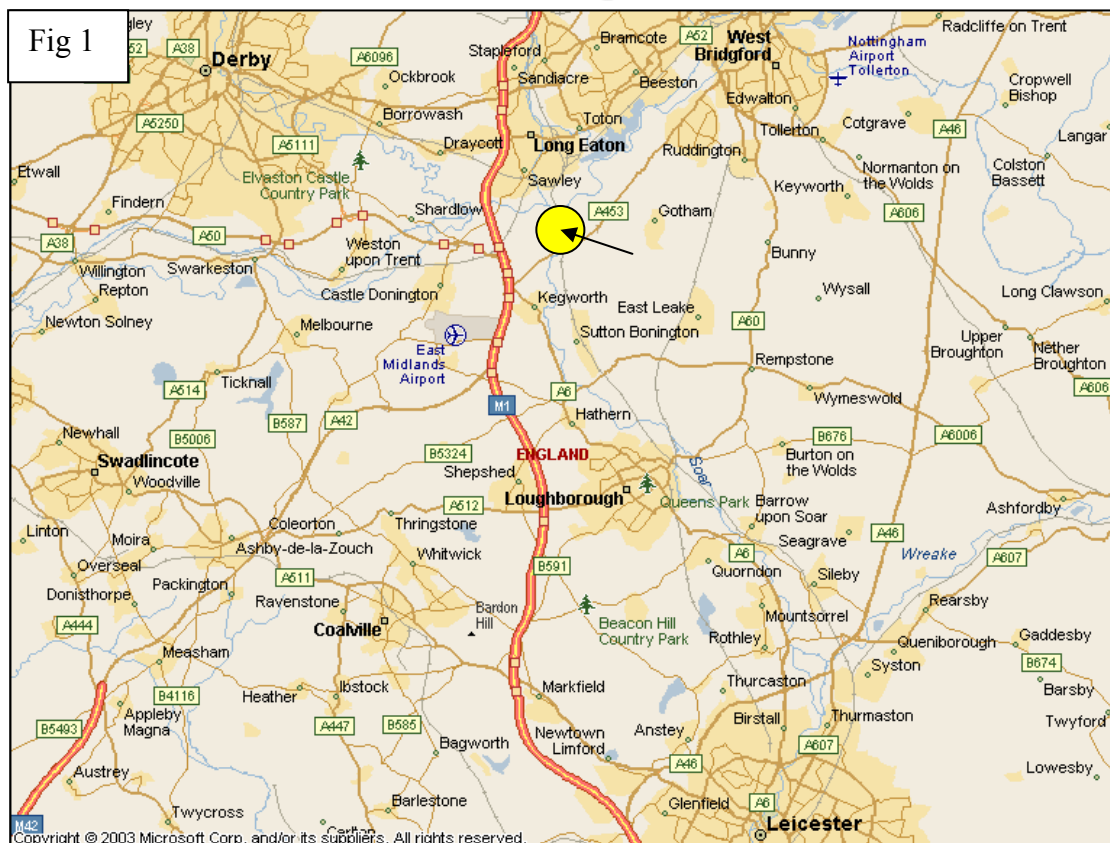 Fig 1
gley
52
A38
Derby
A6096
Ockbrook
Stapleford
Sandiacre
Bramcote
Beeston
A52
West
Bridgford
Nottingham
Airport
Tollerton
Radcliffe on Trent
Cropwell
Bishop
A5250
Borrowash
Toton
Edwalton
Tollerton
Cotgrave
A46
Langar
A5111
Draycott
Long Eaton
Ruddington
Normanton on
the Wolds
Colston
Bassett
Etwall
Elvaston Castle
Country Park
Sawley
Keyworth
Findern
Shardlow
A453
Gotham
A606
A38
A50
Weston
upon Trent
Bunny
Willington
Swarkeston
Repton
Castle Donington
Kegworth
East Leake
Wysall
Long Clawson
Newton Solney
Melbourne
Sutton Bonington
A60
Upper
Broughton
Nether
Broughton
East
Midlands
Airport
Rempstone
A514
Ticknall
A6
Wymeswold
A606
M1
B587
A42
Hathern
Newhall
B5006
B5324
ENGLAND
B676
A6006
Swadlincote
Shepshed
Soar
Burton on
the Wolds
Woodville
Loughborough
Queens Park
A512
Barrow
upon Soar
Ashfordby
Linton
Coleorton
Thringstone
Moira
Ashby-de-la-Zouch
Whitwick
A6
Seagrave
A46
Wreake
A607
Overseal
A511
B591
Quorndon
Sileby
Packington
Donisthorpe
Ravenstone
Bardon
Hill
Mountsorrel
Rearsby
Coalville
Beacon Hill
Country Park
A444
Rothley
Queniborough
Gaddesby
Measham
Syston
B674
B4116
Heather
Ibstock
Markfield
Thurcaston
Barsby
B5493
Appleby
Magna
A447
B585
Anstey
Birstall
Thurmaston
Twyford
Bagworth
Newtown
Linford
A607
Austrey
A46
Lowesby
Twycross
Barlestone
Glenfield
A6
M42
Carlton
Leicester
Copyright © 2003 Microsoft Corp. and/or its suppliers. All rights reserved.